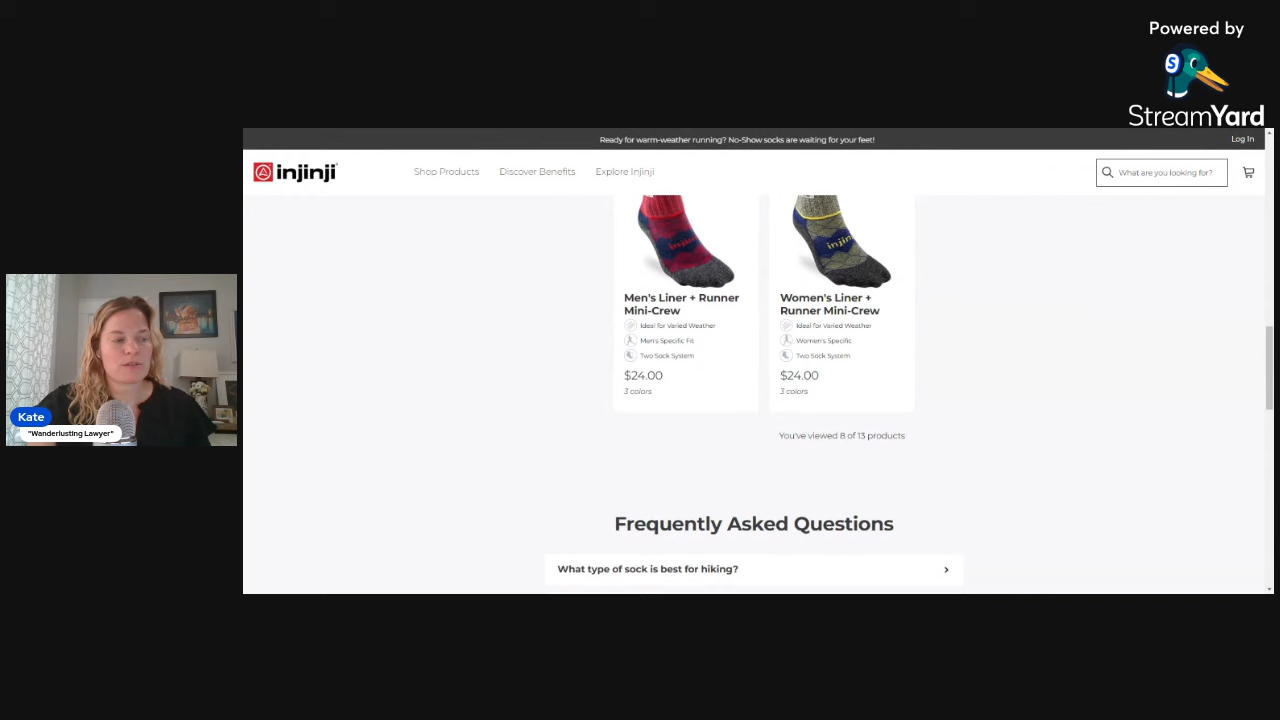 Powered by
S
StreamYard
Ready for warm-weather running? No-Show socks are waiting for your feet!
Log In
injinji
Shop Products
Discover Benefits
Explore Injinji
What are you looking for?
injinji
Men's Liner + Runner
Mini-Crew
Ideal for Varied Weather
Men's Specific Fit
Two Sock System
$24.00
3 colors
Women's Liner +
Runner Mini-Crew
Ideal for Varied Weather
Women's Specific
Two Sock System
$24.00
3 colors
You've viewed 8 of 13 products
Frequently Asked Questions
What type of sock is best for hiking?
Kate
"Wanderlusting Lawyer"